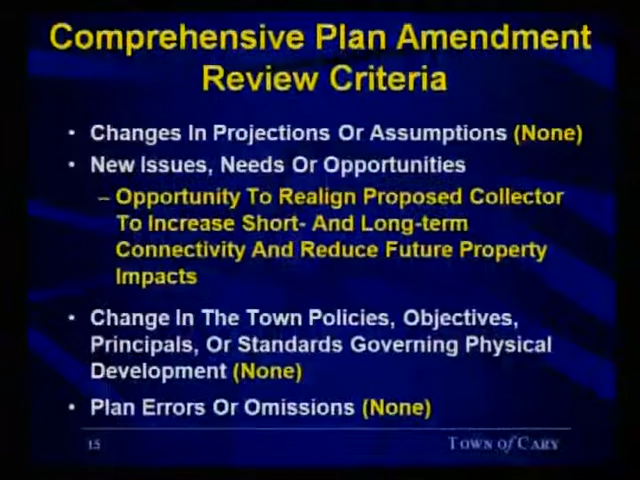 Comprehensive Plan Amendment
Review Criteria
• Changes In Projections Or Assumptions (None)
• New Issues, Needs Or Opportunities
– Opportunity To Realign Proposed Collector
To Increase Short- And Long-term
Connectivity And Reduce Future Property
Impacts
• Change In The Town Policies, Objectives,
Principals, Or Standards Governing Physical
Development (None)
• Plan Errors Or Omissions (None)
15
TOWN of CARY